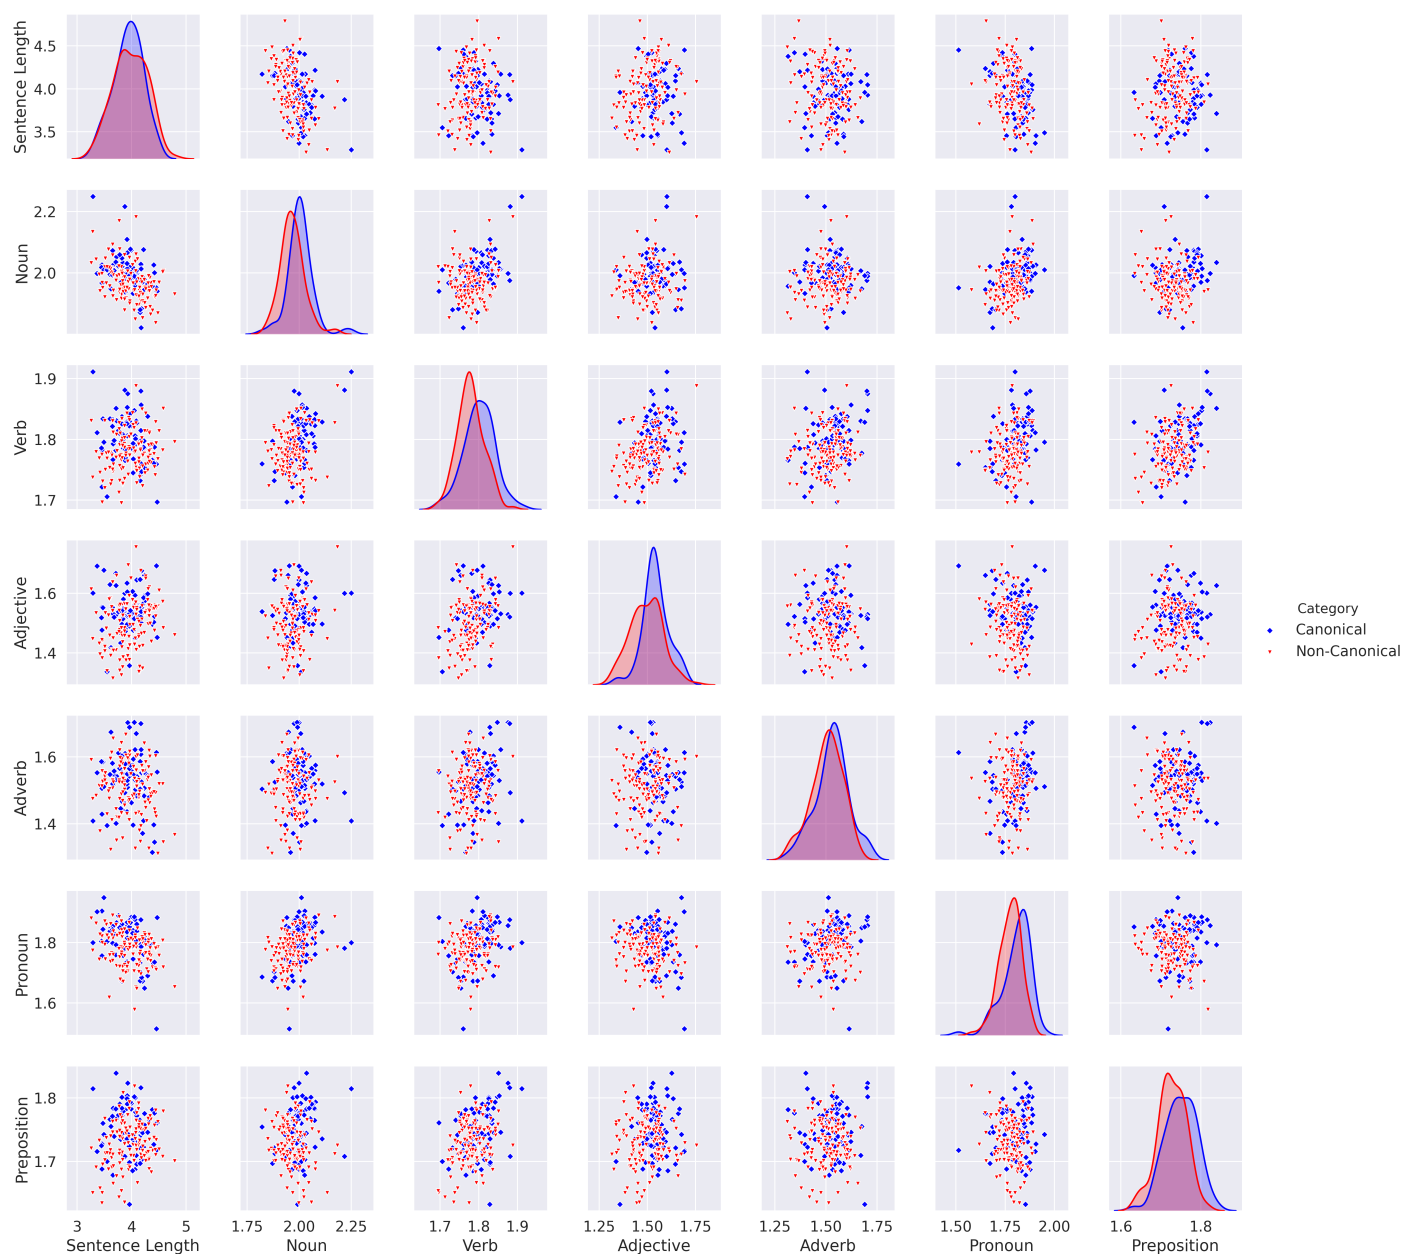 Sentence Length
4.5
4.0
3.5
Noun
2.2
2.0
Verb
1.9
1.8
1.7
Adjective
1.6
1.4
Adverb
1.6
1.4
Pronoun
1.8
1.6
Preposition
1.8
1.7
Category
Canonical
Non-Canonical
3 4 5 1.75 2.00 2.25 1.7 1.8 1.9 1.25 1.50 1.75 1.25 1.50 1.75 1.50 1.75 2.00 1.6 1.8
Sentence Length Noun Verb Adjective Adverb Pronoun Preposition